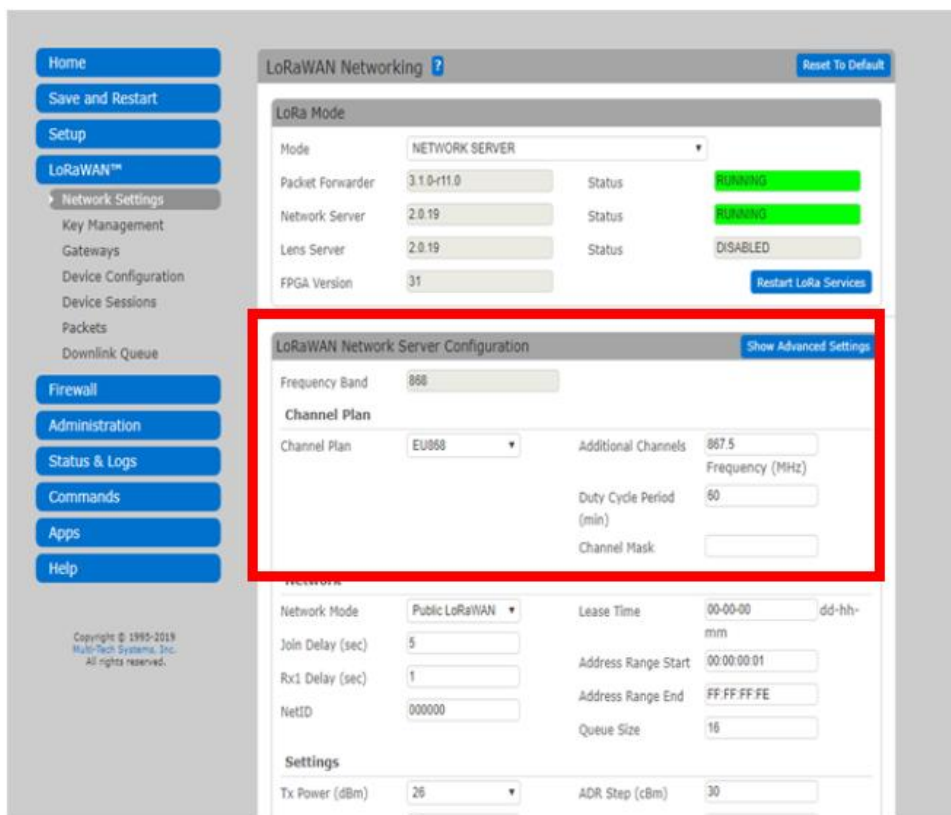 Home
Save and Restart
Setup
LoRaWAN™
Network Settings
Key Management
Gateways
Device Configuration
Device Sessions
Packets
Downlink Queue
Firewall
Administration
Status & Logs
Commands
Apps
Help
Copyright © 1995-2019
Multi-Tech Systems, Inc.
All rights reserved.
LoRaWAN Networking ? Reset To Default
LoRa Mode
Mode NETWORK SERVER
Packet Forwarder 3.1.0-r11.0 Status RUNNING
Network Server 2.0.19 Status RUNNING
Lens Server 2.0.19 Status DISABLED
FPGA Version 31 Restart LoRa Services
LoRaWAN Network Server Configuration Show Advanced Settings
Frequency Band 868
Channel Plan
Channel Plan EU868 Additional Channels 867.5
Frequency (MHz)
Duty Cycle Period 60
(min)
Channel Mask
Network
Network Mode Public LoRaWAN Lease Time 00-00-00 dd-hh-
mm
Join Delay (sec) 5
Address Range Start 00:00:00:01
Rx1 Delay (sec) 1
Address Range End FF:FF:FF:FE
NetID 000000
Queue Size 16
Settings
Tx Power (dBm) 26 ADR Step (cBm) 30